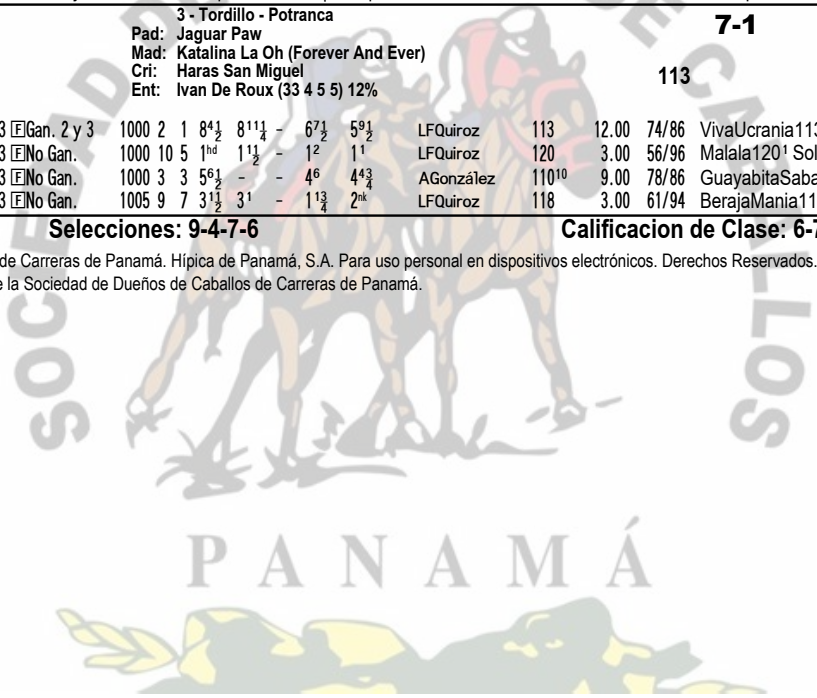 3 - Tordillo - Potranca
7-1
Pad: Jaguar Paw
Mad: Katalina La Oh (Forever And Ever)
Cri: Haras San Miguel
113
Ent: Ivan De Roux (33 4 5 5) 12%
3 🄵Gan. 2 y 3 1000 2 1 8⁴½ 8¹¹¼ - 6⁷½ 5⁹½ LFQuiroz 113 12.00 74/86 VivaUcrania113
3 🄵No Gan. 1000 10 5 1ʰᵈ 1¹½ - 1² 1¹ LFQuiroz 120 3.00 56/96 Malala120¹ Sol
3 🄵No Gan. 1000 3 3 5⁶½ - - 4⁶ 4⁴¾ AGonzález 110¹⁰ 9.00 78/86 GuayabitaSaba
3 🄵No Gan. 1005 9 7 3¹½ 3¹ - 1¹¾ 2ⁿᵏ LFQuiroz 118 3.00 61/94 BerajaMania11
Selecciones: 9-4-7-6 Calificacion de Clase: 6-7
de Carreras de Panamá. Hípica de Panamá, S.A. Para uso personal en dispositivos electrónicos. Derechos Reservados.
la Sociedad de Dueños de Caballos de Carreras de Panamá.
PANAMÁ